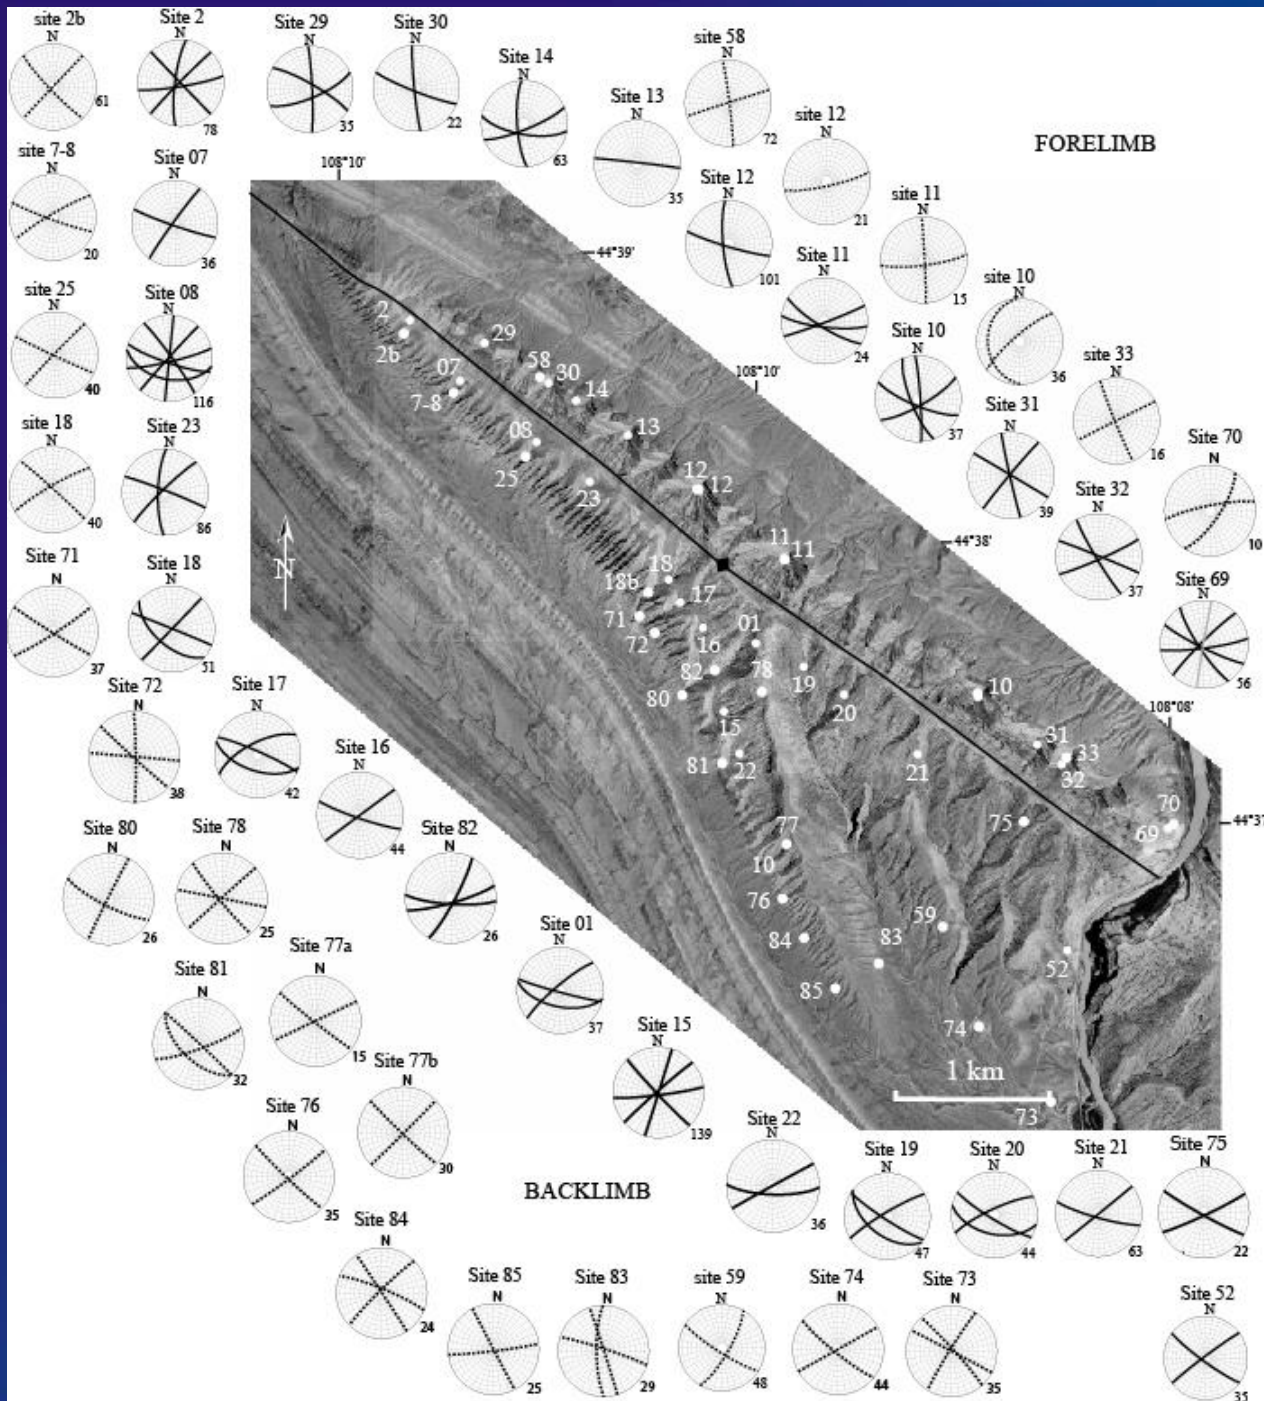 site 2b
N
61
Site 2
N
78
Site 29
N
35
Site 30
N
22
Site 14
N
63
Site 13
N
35
site 58
N
72
site 12
N
21
FORELIMB
site 7-8
N
20
Site 07
N
36
108°10'
44°39'
Site 12
N
101
Site 11
N
24
site 11
N
15
site 10
N
36
site 25
N
40
Site 08
N
116
108°10'
Site 10
N
37
Site 31
N
39
site 33
N
16
Site 70
N
10
site 18
N
40
Site 23
N
86
Site 32
N
37
44°38'
Site 71
N
37
Site 18
N
51
Site 69
N
56
108°08'
44°37'
2
2b
29
07
7-8
58
30
14
08
25
13
23
12
12
11
11
N
18
18b
17
71
72
16
01
82
78
19
80
20
10
15
31
33
32
81
22
21
70
69
75
77
10
76
59
84
83
52
85
74
1 km
73
Site 72
N
38
Site 17
N
42
Site 16
N
44
Site 80
N
26
Site 78
N
25
Site 82
N
26
Site 81
N
32
Site 77a
N
15
Site 01
N
37
Site 77b
N
30
Site 15
N
139
Site 76
N
35
BACKLIMB
Site 22
N
36
Site 19
N
47
Site 20
N
44
Site 21
N
63
Site 75
N
22
Site 84
N
24
Site 85
N
25
Site 83
N
29
site 59
N
48
Site 74
N
44
Site 73
N
35
Site 52
N
35